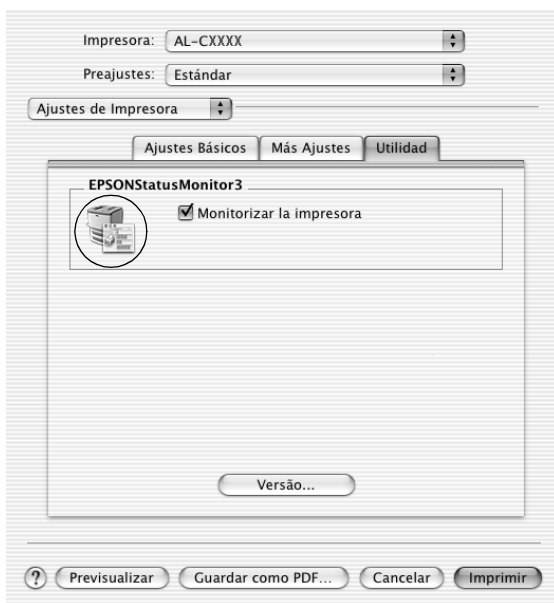 Impresora: AL-CXXXX
Preajustes: Estándar
Ajustes de Impresora
Ajustes Básicos Más Ajustes Utilidad
EPSONStatusMonitor3
Monitorizar la impresora
Versão...
? Previsualizar Guardar como PDF... Cancelar Imprimir